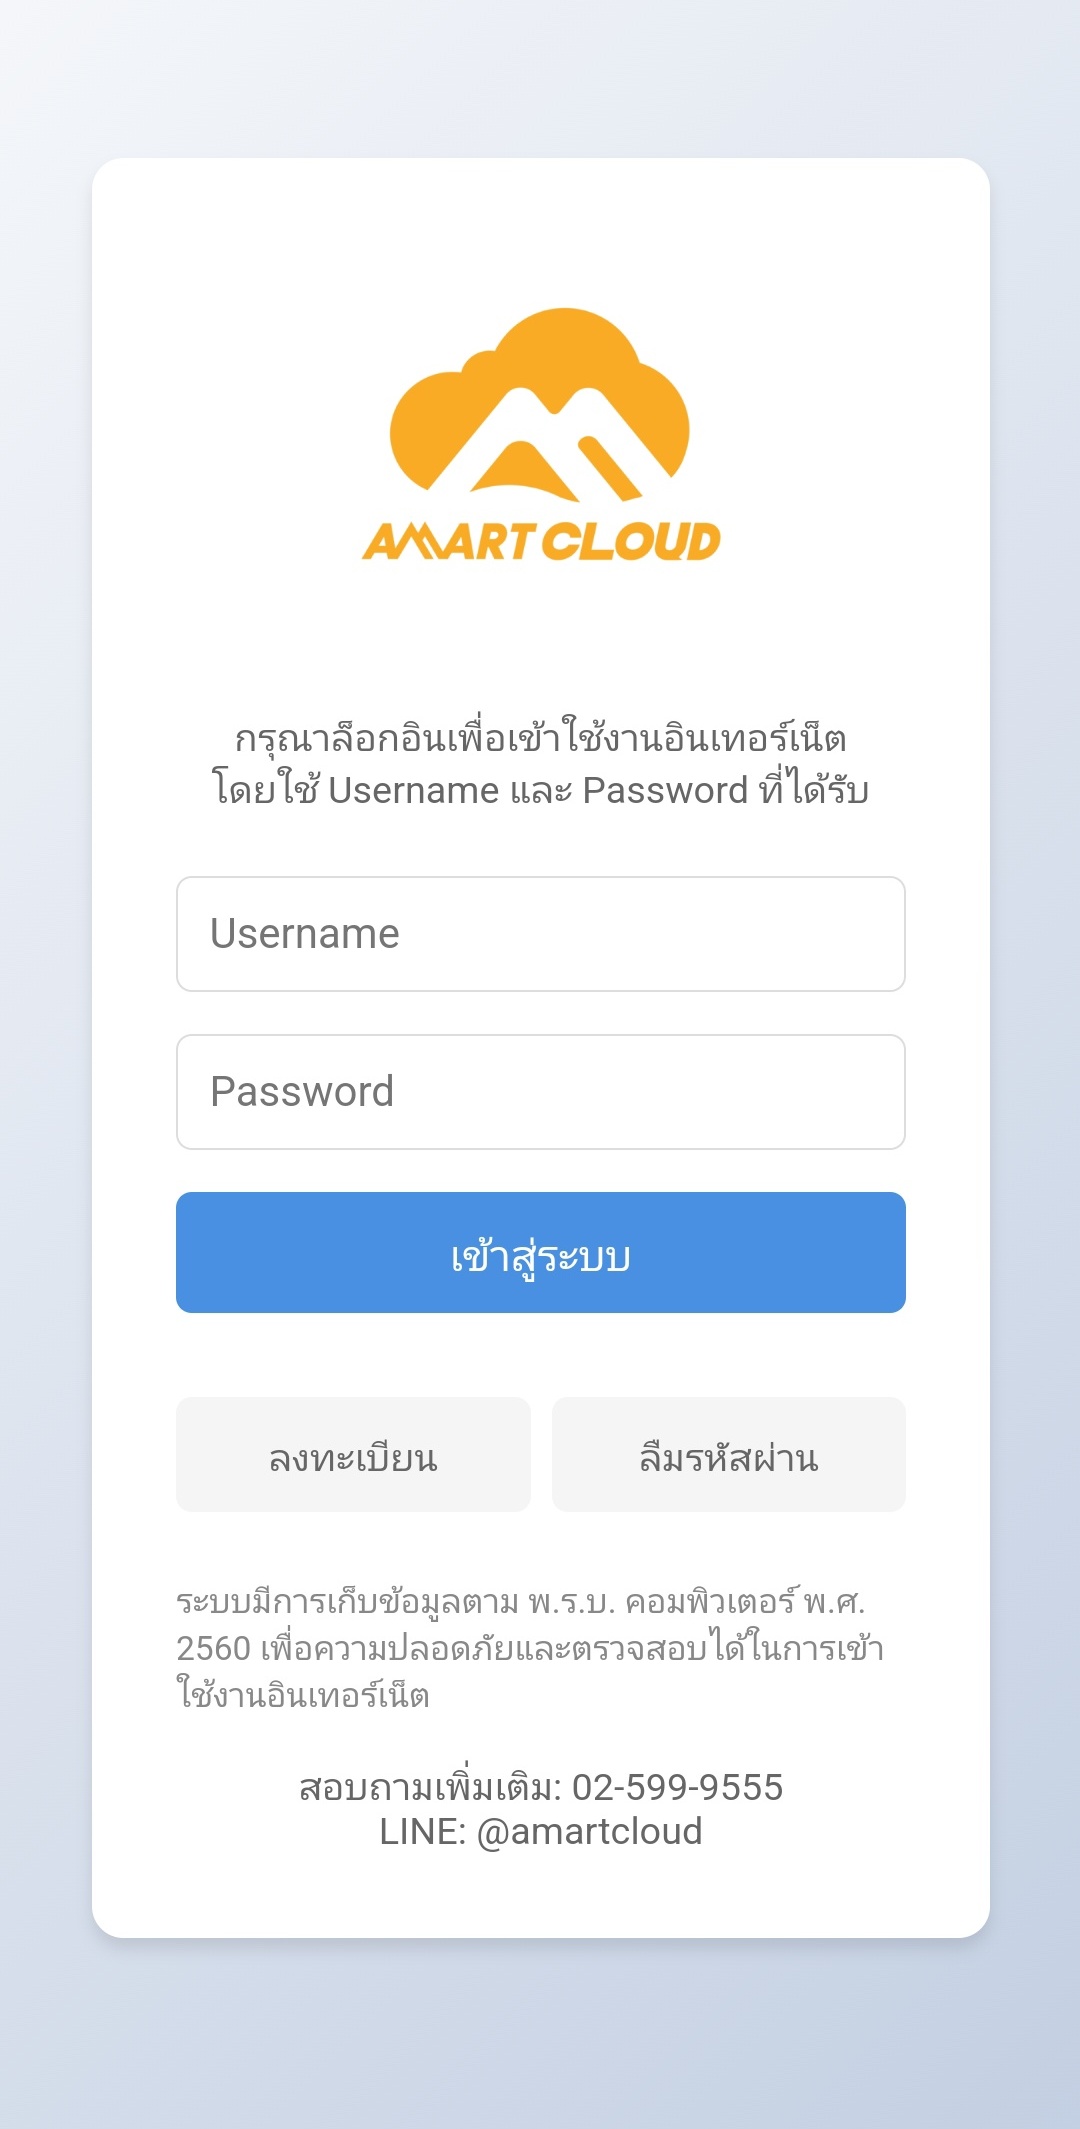 AMART CLOUD
กรุณาล็อกอินเพื่อเข้าใช้งานอินเทอร์เน็ต
โดยใช้ Username และ Password ที่ได้รับ
Username
Password
เข้าสู่ระบบ
ลงทะเบียน
ลืมรหัสผ่าน
ระบบมีการเก็บข้อมูลตาม พ.ร.บ. คอมพิวเตอร์ พ.ศ.
2560 เพื่อความปลอดภัยและตรวจสอบได้ในการเข้า
ใช้งานอินเทอร์เน็ต
สอบถามเพิ่มเติม: 02-599-9555
LINE: @amartcloud